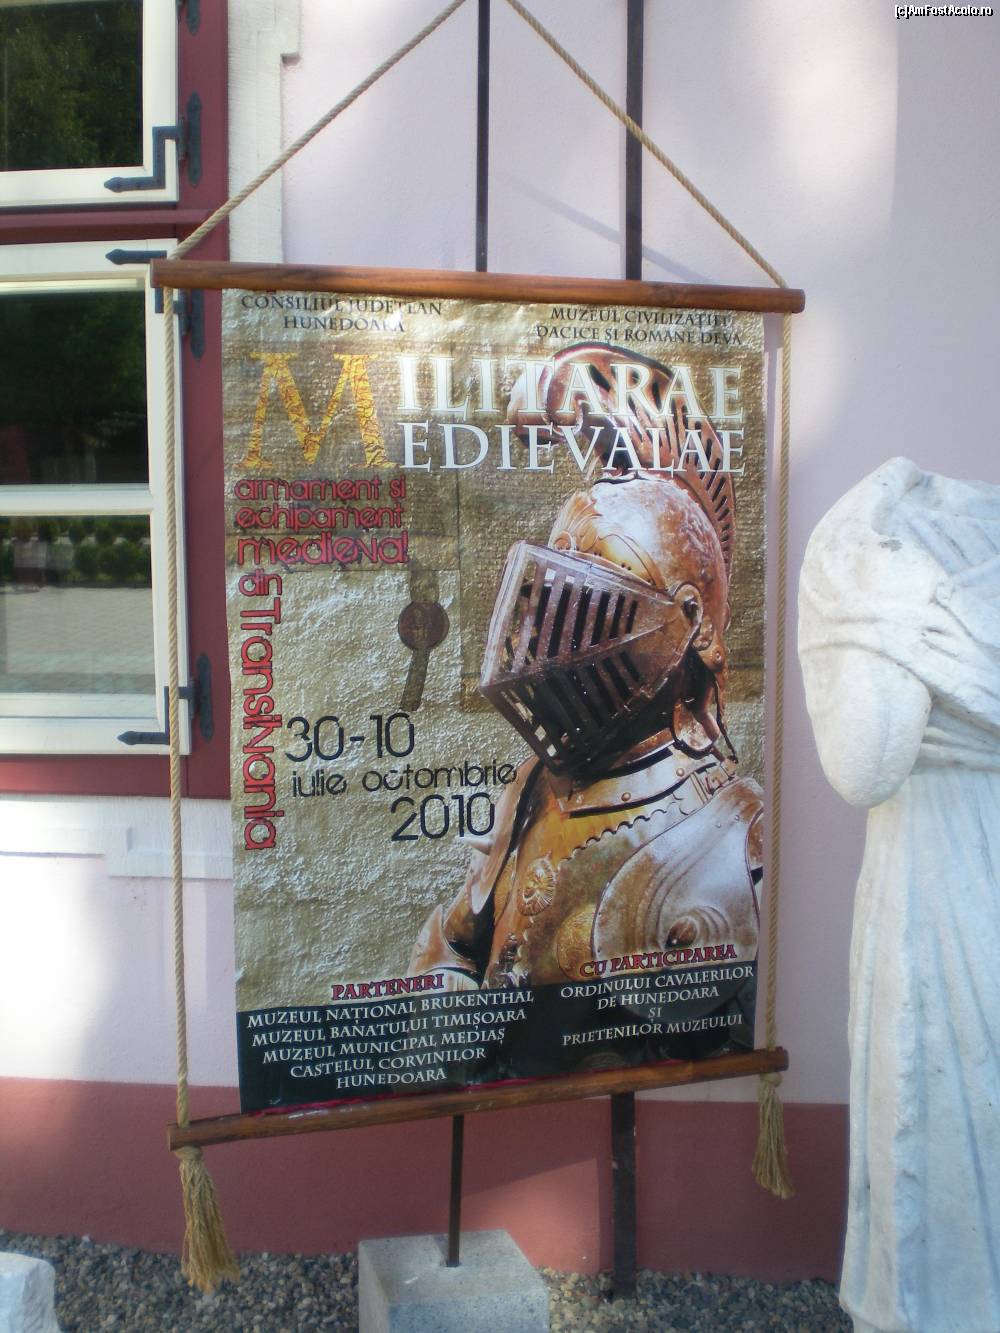 [c]AmFostAcolo.ro
CONSILIUL JUDEȚEAN
HUNEDOARA
MUZEUL CIVILIZAȚIEI
DACICE ȘI ROMANE DEVA
MILITARAE
MEDIEVALAE
armament si
echipament
medieval
din Transilvania
30-10
iulie octombrie
2010
PARTENERI
MUZEUL NAȚIONAL BRUKENTHAL
MUZEUL BANATULUI TIMIȘOARA
MUZEUL MUNICIPAL MEDIAȘ
CASTELUL CORVINILOR
HUNEDOARA
CU PARTICIPAREA
ORDINULUI CAVALERILOR
DE HUNEDOARA
ȘI
PRIETENILOR MUZEULUI